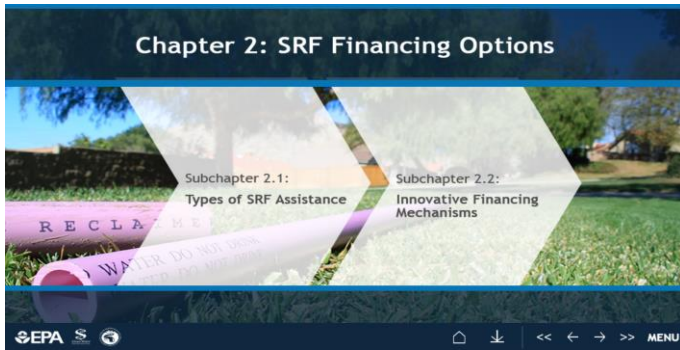 Chapter 2: SRF Financing Options
Subchapter 2.1:
Types of SRF Assistance
Subchapter 2.2:
Innovative Financing
Mechanisms
RECLAIME
WATER DO NOT DRINK
EPA
<< ← → >> MENU